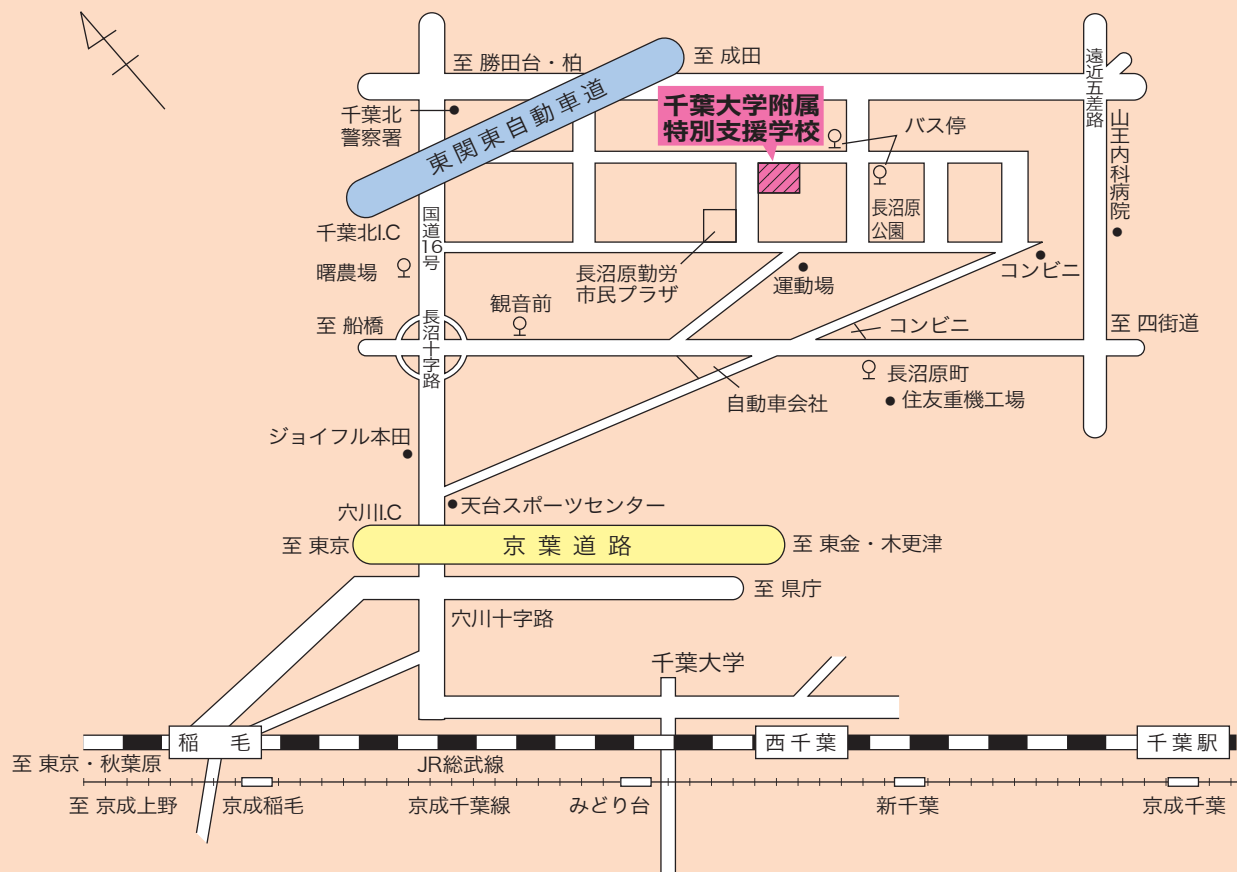 至 勝田台・柏
至 成田
遠近五差路
千葉北
警察署
東関東自動車道
千葉大学附属
特別支援学校
バス停
山王内科病院
国道16号
長沼原
公園
千葉北I.C
曙農場
長沼原勤労
市民プラザ
運動場
コンビニ
観音前
至 船橋
長沼十字路
コンビニ
至 四街道
長沼原町
自動車会社
住友重機工場
ジョイフル本田
天台スポーツセンター
穴川I.C
至 東京
京葉道路
至 東金・木更津
至 県庁
穴川十字路
千葉大学
稲 毛
西千葉
千葉駅
至 東京・秋葉原
JR総武線
至 京成上野
京成稲毛
京成千葉線
みどり台
新千葉
京成千葉